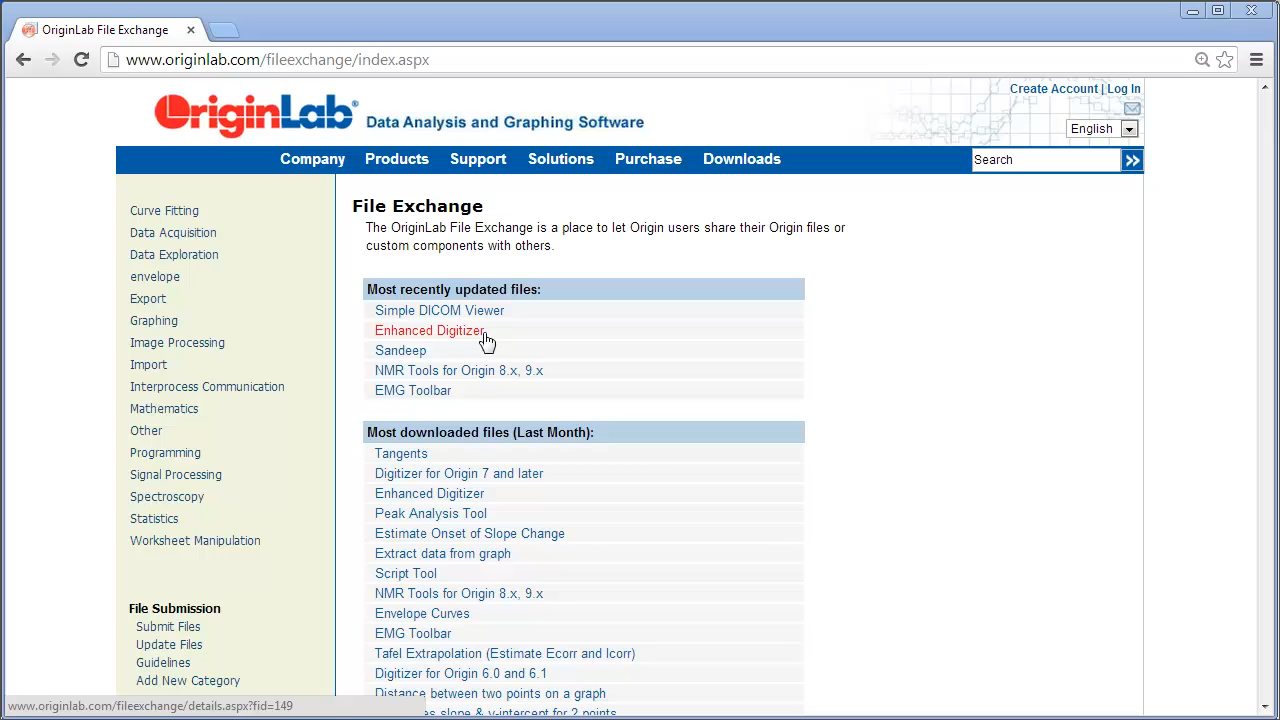 OriginLab File Exchange
www.originlab.com/fileexchange/index.aspx
Create Account | Log In
OriginLab® Data Analysis and Graphing Software
English
Company Products Support Solutions Purchase Downloads
Search
Curve Fitting
Data Acquisition
Data Exploration
envelope
Export
Graphing
Image Processing
Import
Interprocess Communication
Mathematics
Other
Programming
Signal Processing
Spectroscopy
Statistics
Worksheet Manipulation
File Submission
Submit Files
Update Files
Guidelines
Add New Category
File Exchange
The OriginLab File Exchange is a place to let Origin users share their Origin files or
custom components with others.
Most recently updated files:
Simple DICOM Viewer
Enhanced Digitizer
Sandeep
NMR Tools for Origin 8.x, 9.x
EMG Toolbar
Most downloaded files (Last Month):
Tangents
Digitizer for Origin 7 and later
Enhanced Digitizer
Peak Analysis Tool
Estimate Onset of Slope Change
Extract data from graph
Script Tool
NMR Tools for Origin 8.x, 9.x
Envelope Curves
EMG Toolbar
Tafel Extrapolation (Estimate Ecorr and Icorr)
Digitizer for Origin 6.0 and 6.1
Distance between two points on a graph
slope & y-intercept for 2 points
www.originlab.com/fileexchange/details.aspx?fid=149